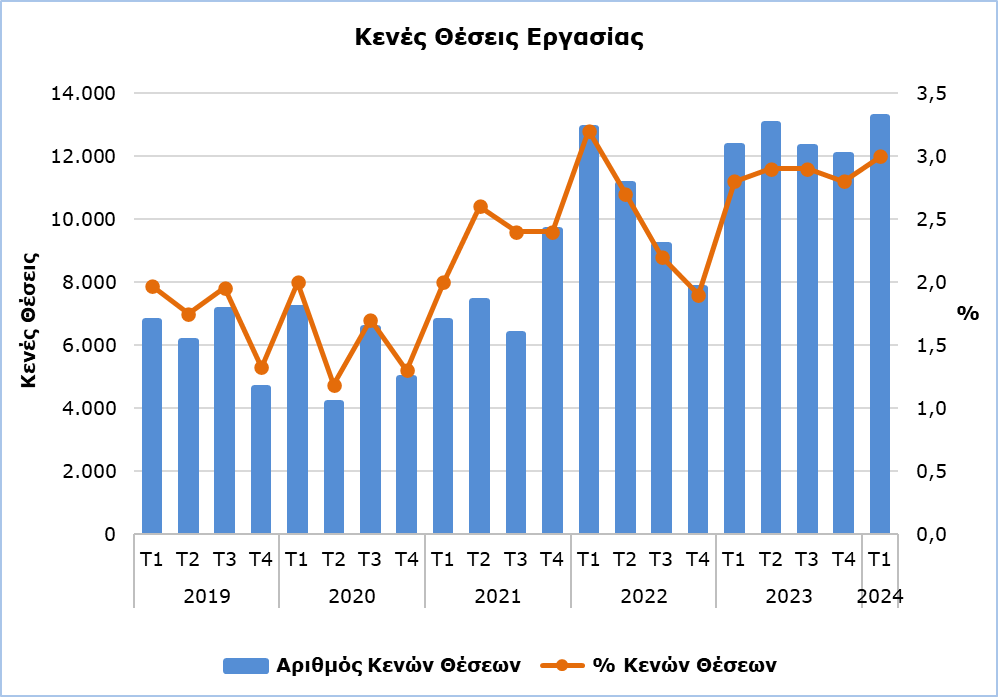 Κενές Θέσεις Εργασίας
14.000 3,5
12.000 3,0
10.000 2,5
8.000 2,0
6.000 1,5
4.000 1,0
2.000 0,5
0 0,0
Κενές Θέσεις
%
Τ1 Τ2 Τ3 Τ4 Τ1 Τ2 Τ3 Τ4 Τ1 Τ2 Τ3 Τ4 Τ1 Τ2 Τ3 Τ4 Τ1 Τ2 Τ3 Τ4 Τ1
2019 2020 2021 2022 2023 2024
Αριθμός Κενών Θέσεων % Κενών Θέσεων